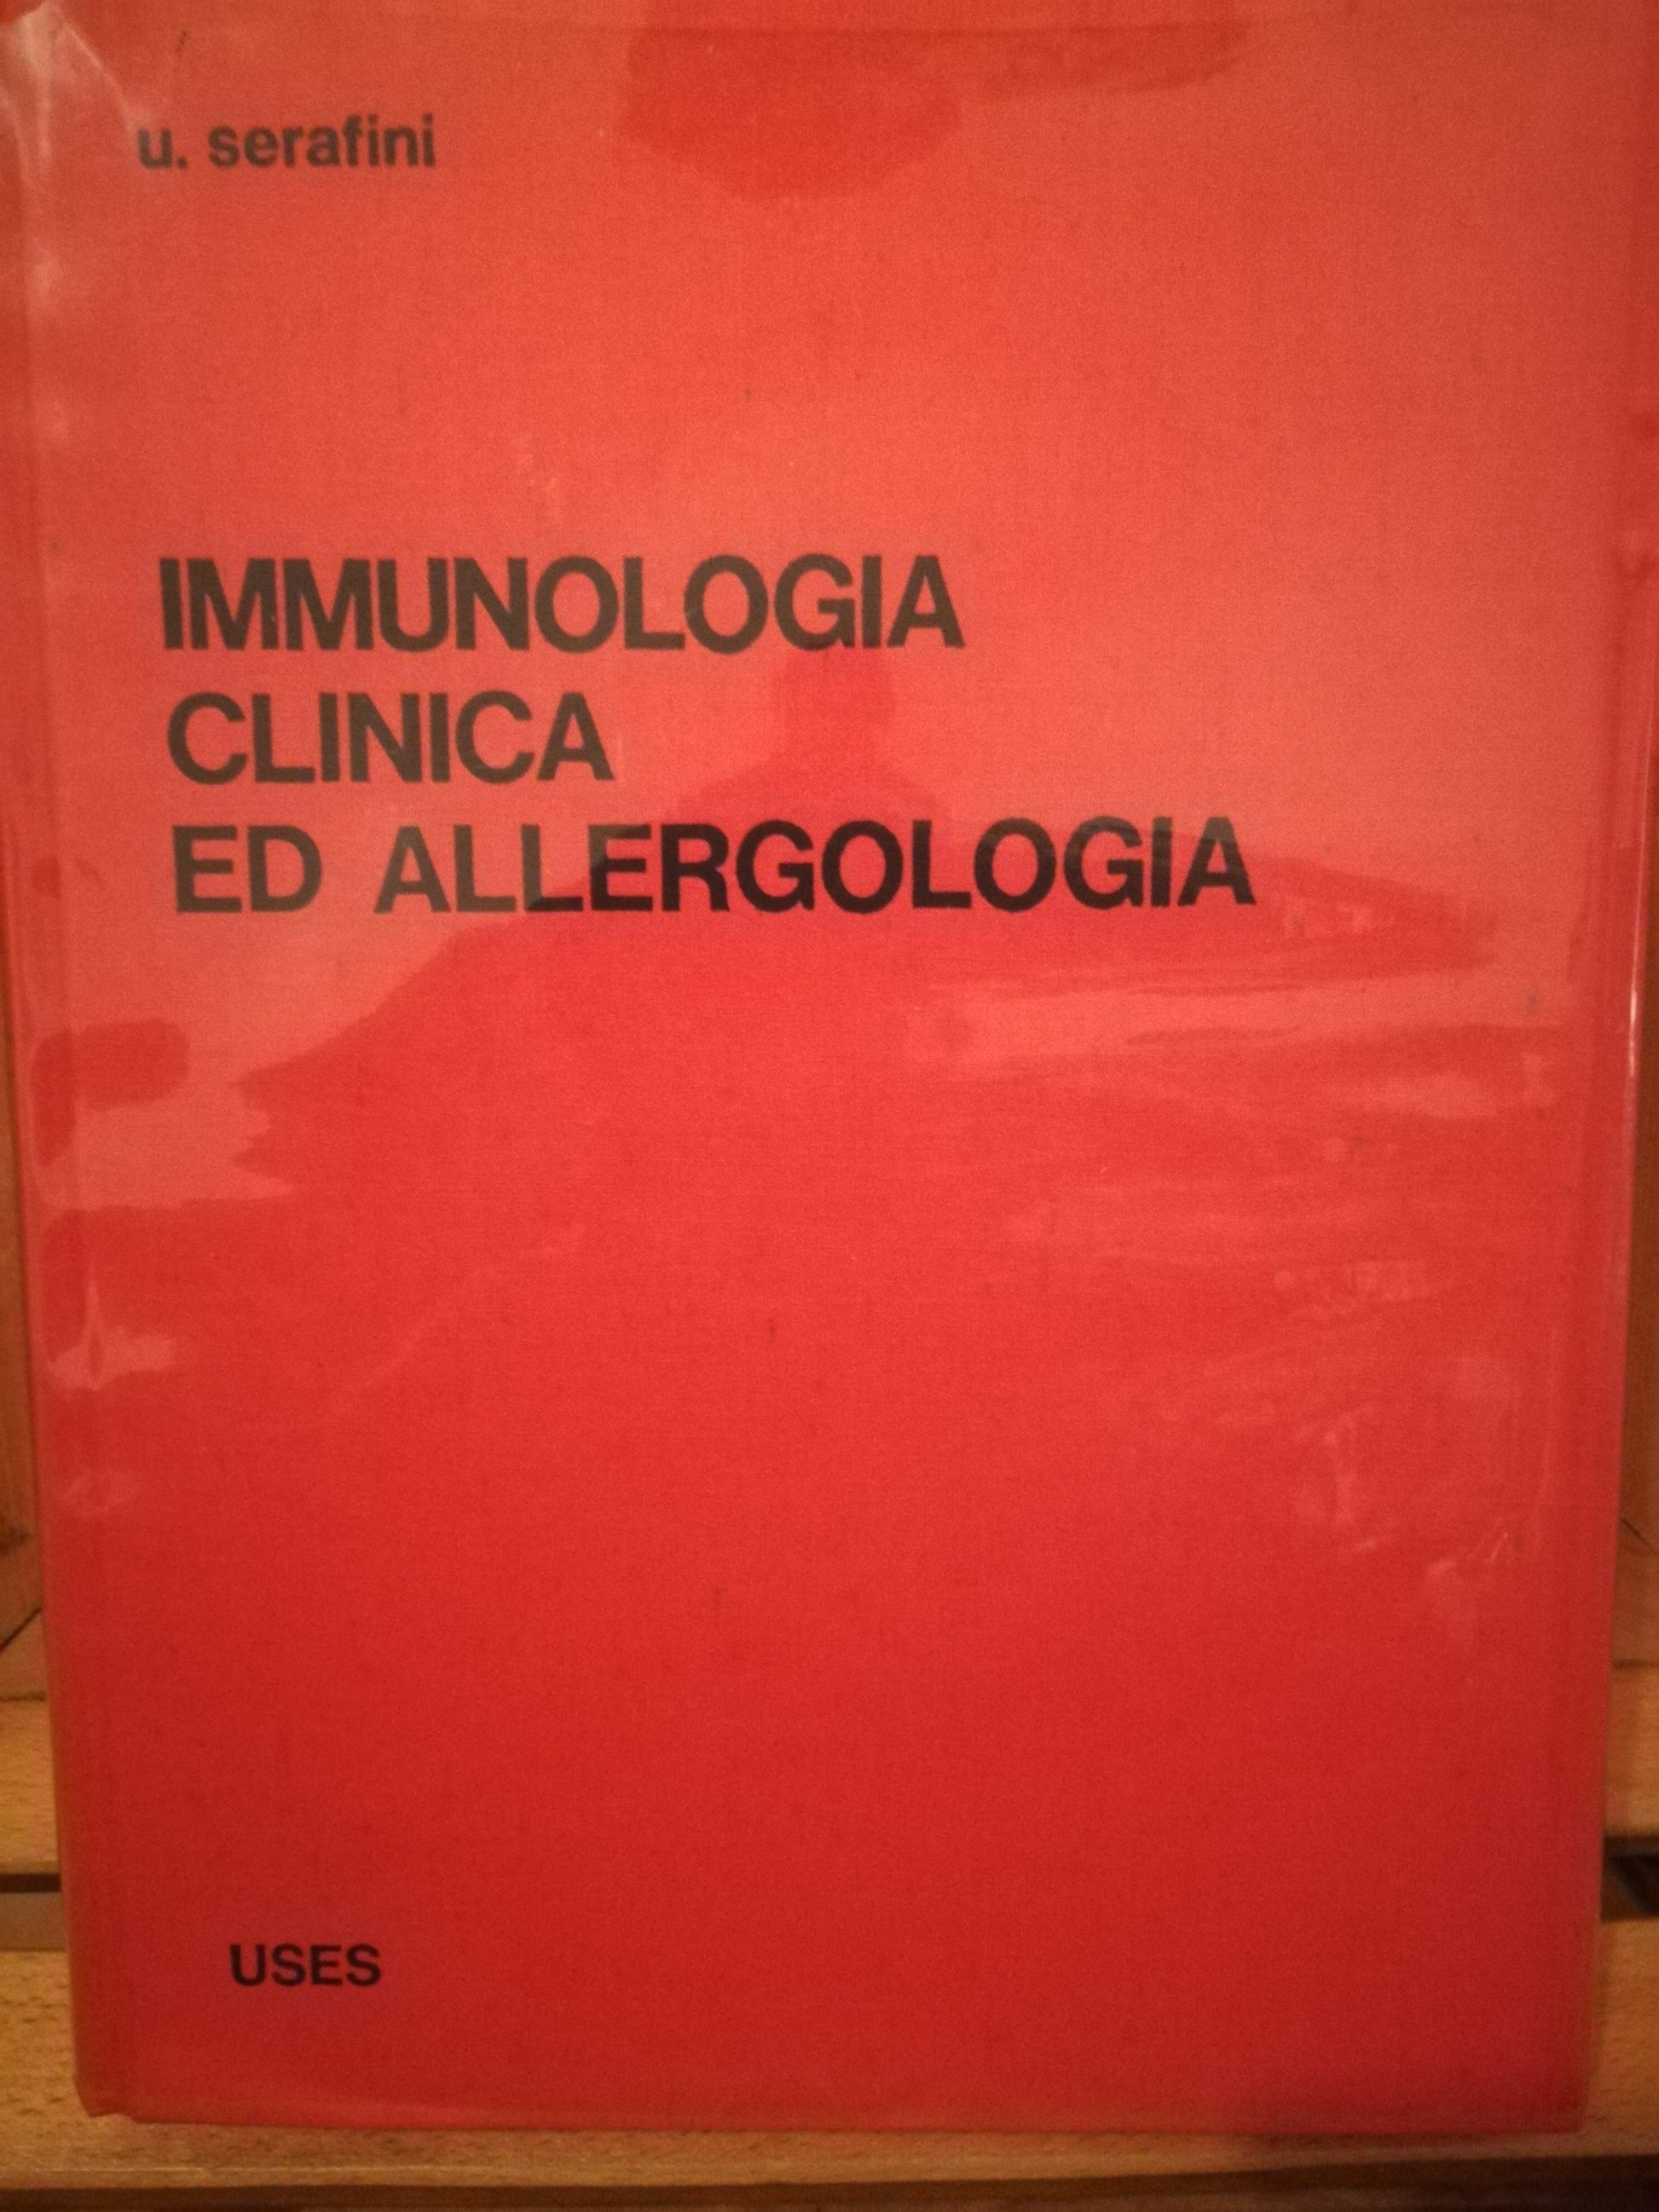 u. serafini
IMMUNOLOGIA
CLINICA
ED ALLERGOLOGIA
USES